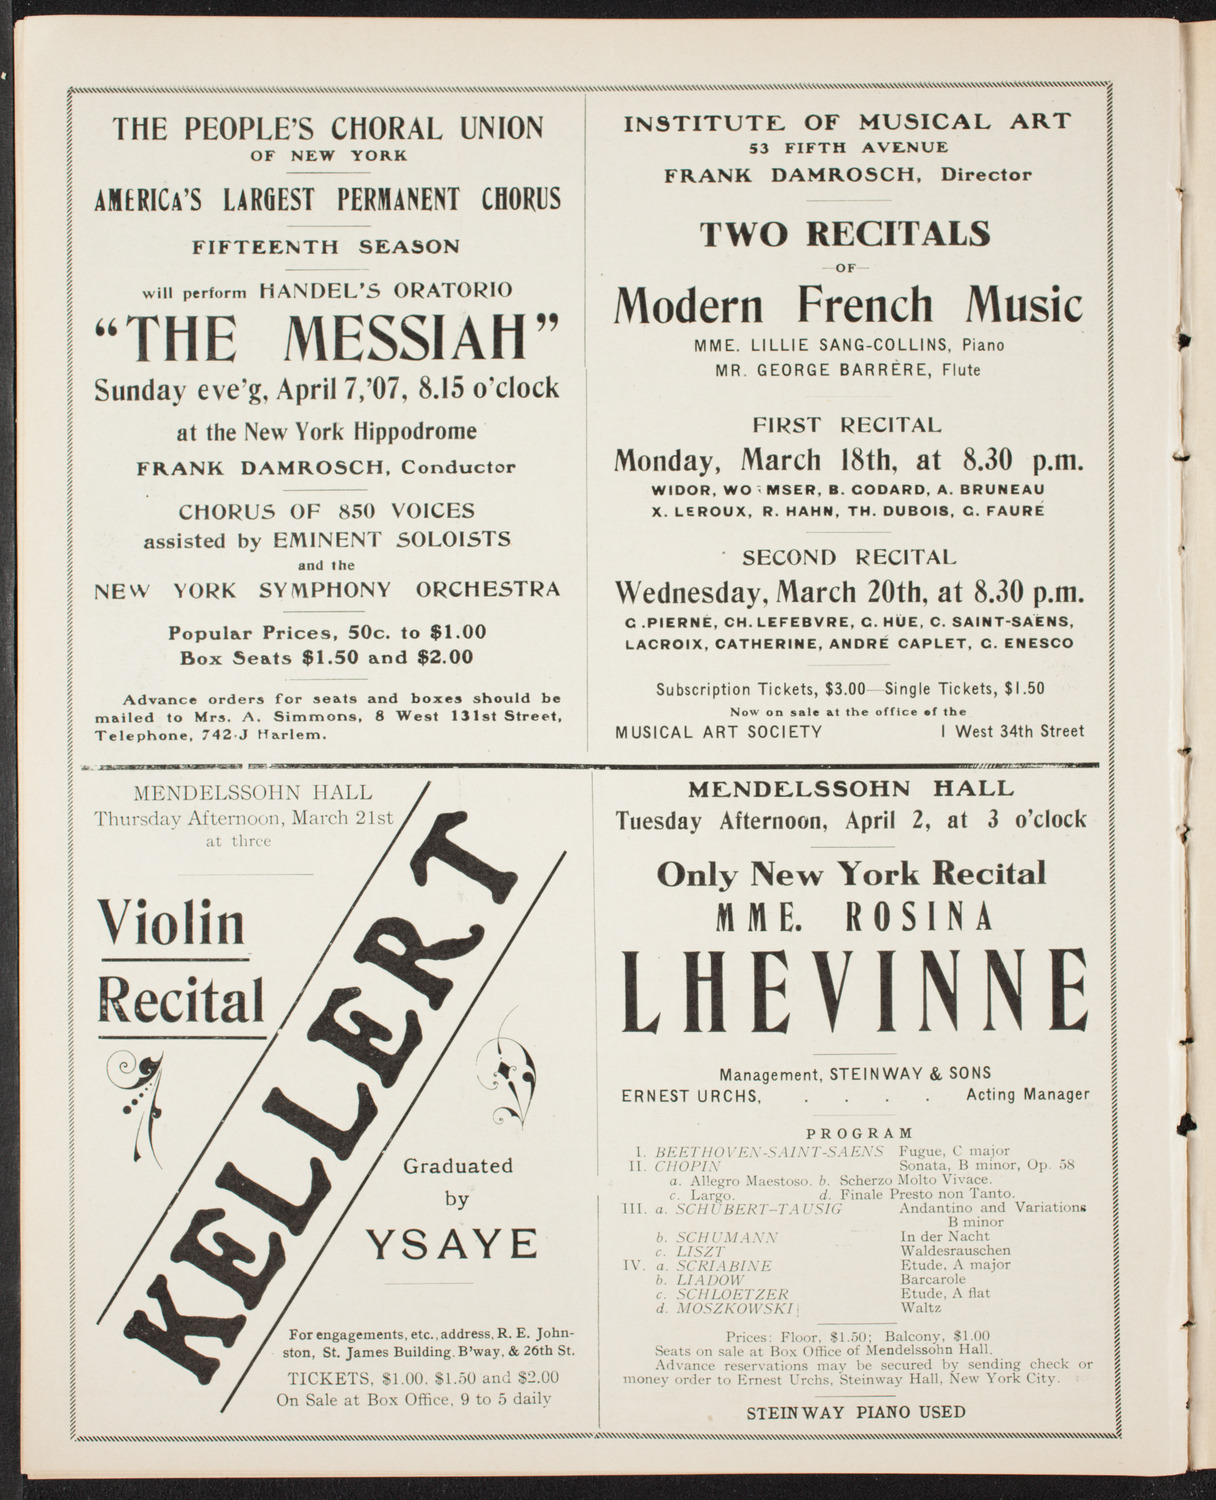 THE PEOPLE'S CHORAL UNION
OF NEW YORK
AMERICA'S LARGEST PERMANENT CHORUS
FIFTEENTH SEASON
will perform HANDEL'S ORATORIO
"THE MESSIAH"
Sunday eve'g, April 7,'07, 8.15 o'clock
at the New York Hippodrome
FRANK DAMROSCH, Conductor
CHORUS OF 850 VOICES
assisted by EMINENT SOLOISTS
and the
NEW YORK SYMPHONY ORCHESTRA
Popular Prices, 50c. to $1.00
Box Seats $1.50 and $2.00
Advance orders for seats and boxes should be
mailed to Mrs. A. Simmons, 8 West 131st Street,
Telephone, 742-J Harlem.
INSTITUTE OF MUSICAL ART
53 FIFTH AVENUE
FRANK DAMROSCH, Director
TWO RECITALS
—OF—
Modern French Music
MME. LILLIE SANG-COLLINS, Piano
MR. GEORGE BARRÈRE, Flute
FIRST RECITAL
Monday, March 18th, at 8.30 p.m.
WIDOR, WO MSER, B. GODARD, A. BRUNEAU
X. LEROUX, R. HAHN, TH. DUBOIS, G. FAURÉ
SECOND RECITAL
Wednesday, March 20th, at 8.30 p.m.
G .PIERNÉ, CH. LEFEBVRE, G. HÜE, C. SAINT-SAËNS,
LACROIX, CATHERINE, ANDRÉ CAPLET, G. ENESCO
Subscription Tickets, $3.00—Single Tickets, $1.50
Now on sale at the office of the
MUSICAL ART SOCIETY 1 West 34th Street
MENDELSSOHN HALL
Thursday Afternoon, March 21st
at three
Violin
Recital
KELLERT
Graduated
by
YSAYE
For engagements, etc., address, R. E. John-
ston, St. James Building, B'way, & 26th St.
TICKETS, $1.00. $1.50 and $2.00
On Sale at Box Office, 9 to 5 daily
MENDELSSOHN HALL
Tuesday Afternoon, April 2, at 3 o'clock
Only New York Recital
MME. ROSINA
LHEVINNE
Management, STEINWAY & SONS
ERNEST URCHS, . . . . Acting Manager
PROGRAM
I. BEETHOVEN-SAINT-SAENS Fugue, C major
II. CHOPIN Sonata, B minor, Op. 58
a. Allegro Maestoso. b. Scherzo Molto Vivace.
c. Largo. d. Finale Presto non Tanto.
III. a. SCHUBERT-TAUSIG Andantino and Variations
B minor
b. SCHUMANN In der Nacht
c. LISZT Waldesrauschen
IV. a. SCRIABINE Etude, A major
b. LIADOW Barcarole
c. SCHLOETZER Etude, A flat
d. MOSZKOWSKI Waltz
Prices: Floor, $1.50; Balcony, $1.00
Seats on sale at Box Office of Mendelssohn Hall.
Advance reservations may be secured by sending check or
money order to Ernest Urchs, Steinway Hall, New York City.
STEINWAY PIANO USED